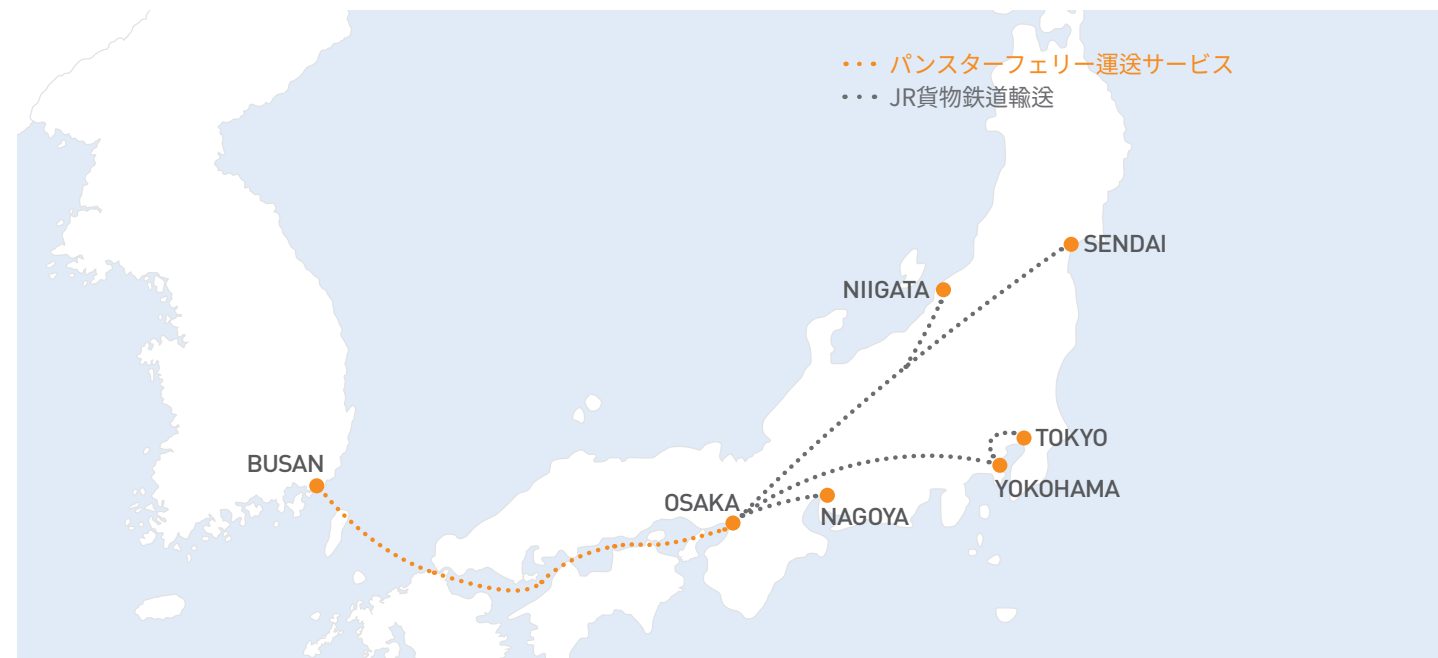 パンスターフェリー運送サービス
JR貨物鉄道輸送
SENDAI
NIIGATA
TOKYO
BUSAN
YOKOHAMA
OSAKA
NAGOYA